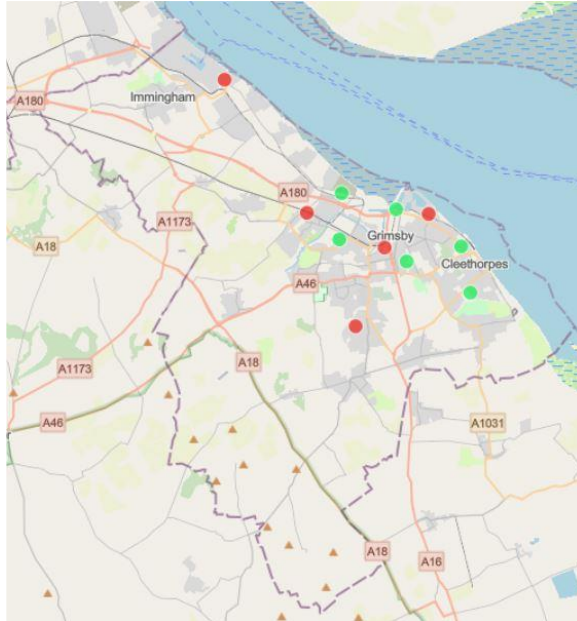 Immingham
A180
A180
A1173
Grimsby
A18
Cleethorpes
A46
A18
A1173
A46
A1031
A18
A16